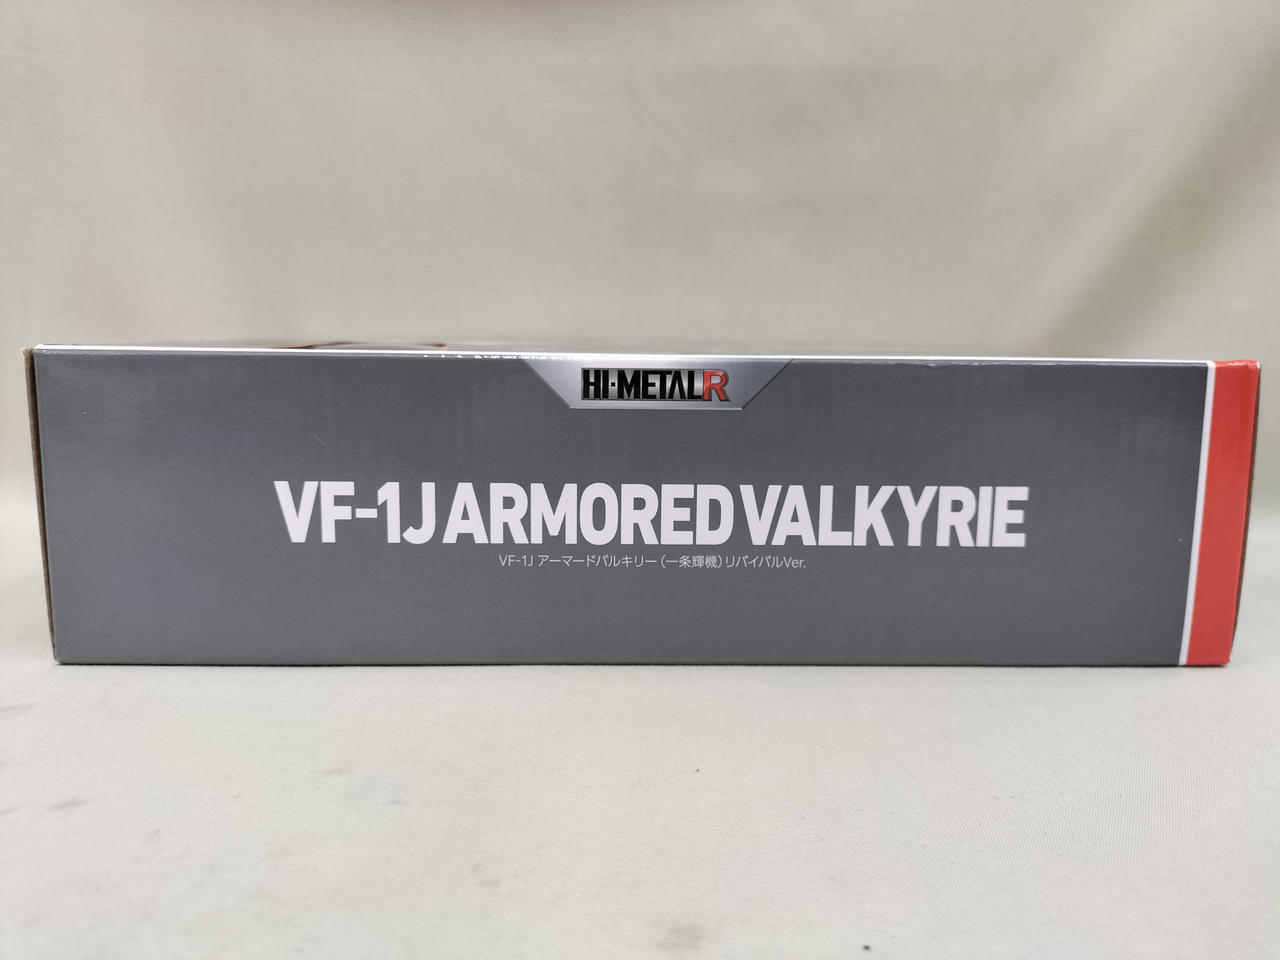 HI-METAL R
VF-1J ARMORED VALKYRIE
VF-1J アーマードバルキリー（一条輝機）リバイバルVer.